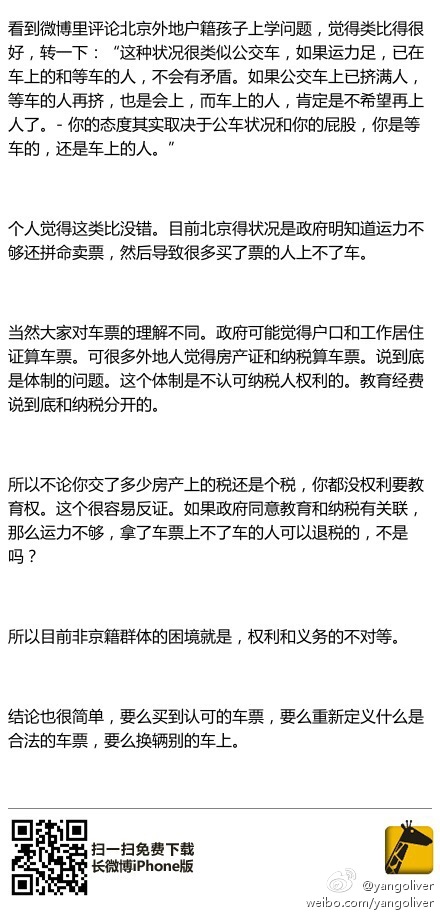 看到微博里评论北京外地户籍孩子上学问题，觉得类比得很
好，转一下：“这种状况很类似公交车，如果运力足，已在
车上的和等车的人，不会有矛盾。如果公交车上已挤满人，
等车的人再挤，也是会上，而车上的人，肯定是不希望再上
人了。- 你的态度其实取决于公车状况和你的屁股，你是等
车的，还是车上的人。”
个人觉得这类比没错。目前北京得状况是政府明知道运力不
够还拼命卖票，然后导致很多买了票的人上不了车。
当然大家对车票的理解不同。政府可能觉得户口和工作居住
证算车票。可很多外地人觉得房产证和纳税算车票。说到底
是体制的问题。这个体制是不认可纳税人权利的。教育经费
说到底和纳税分开的。
所以不论你交了多少房产上的税还是个税，你都没权利要教
育权。这个很容易反证。如果政府同意教育和纳税有关联，
那么运力不够，拿了车票上不了车的人可以退税的，不是
吗？
所以目前非京籍群体的困境就是，权利和义务的不对等。
结论也很简单，要么买到认可的车票，要么重新定义什么是
合法的车票，要么换辆别的车上。
扫一扫免费下载
长微博iPhone版
@yangoliver
weibo.com/yangoliver